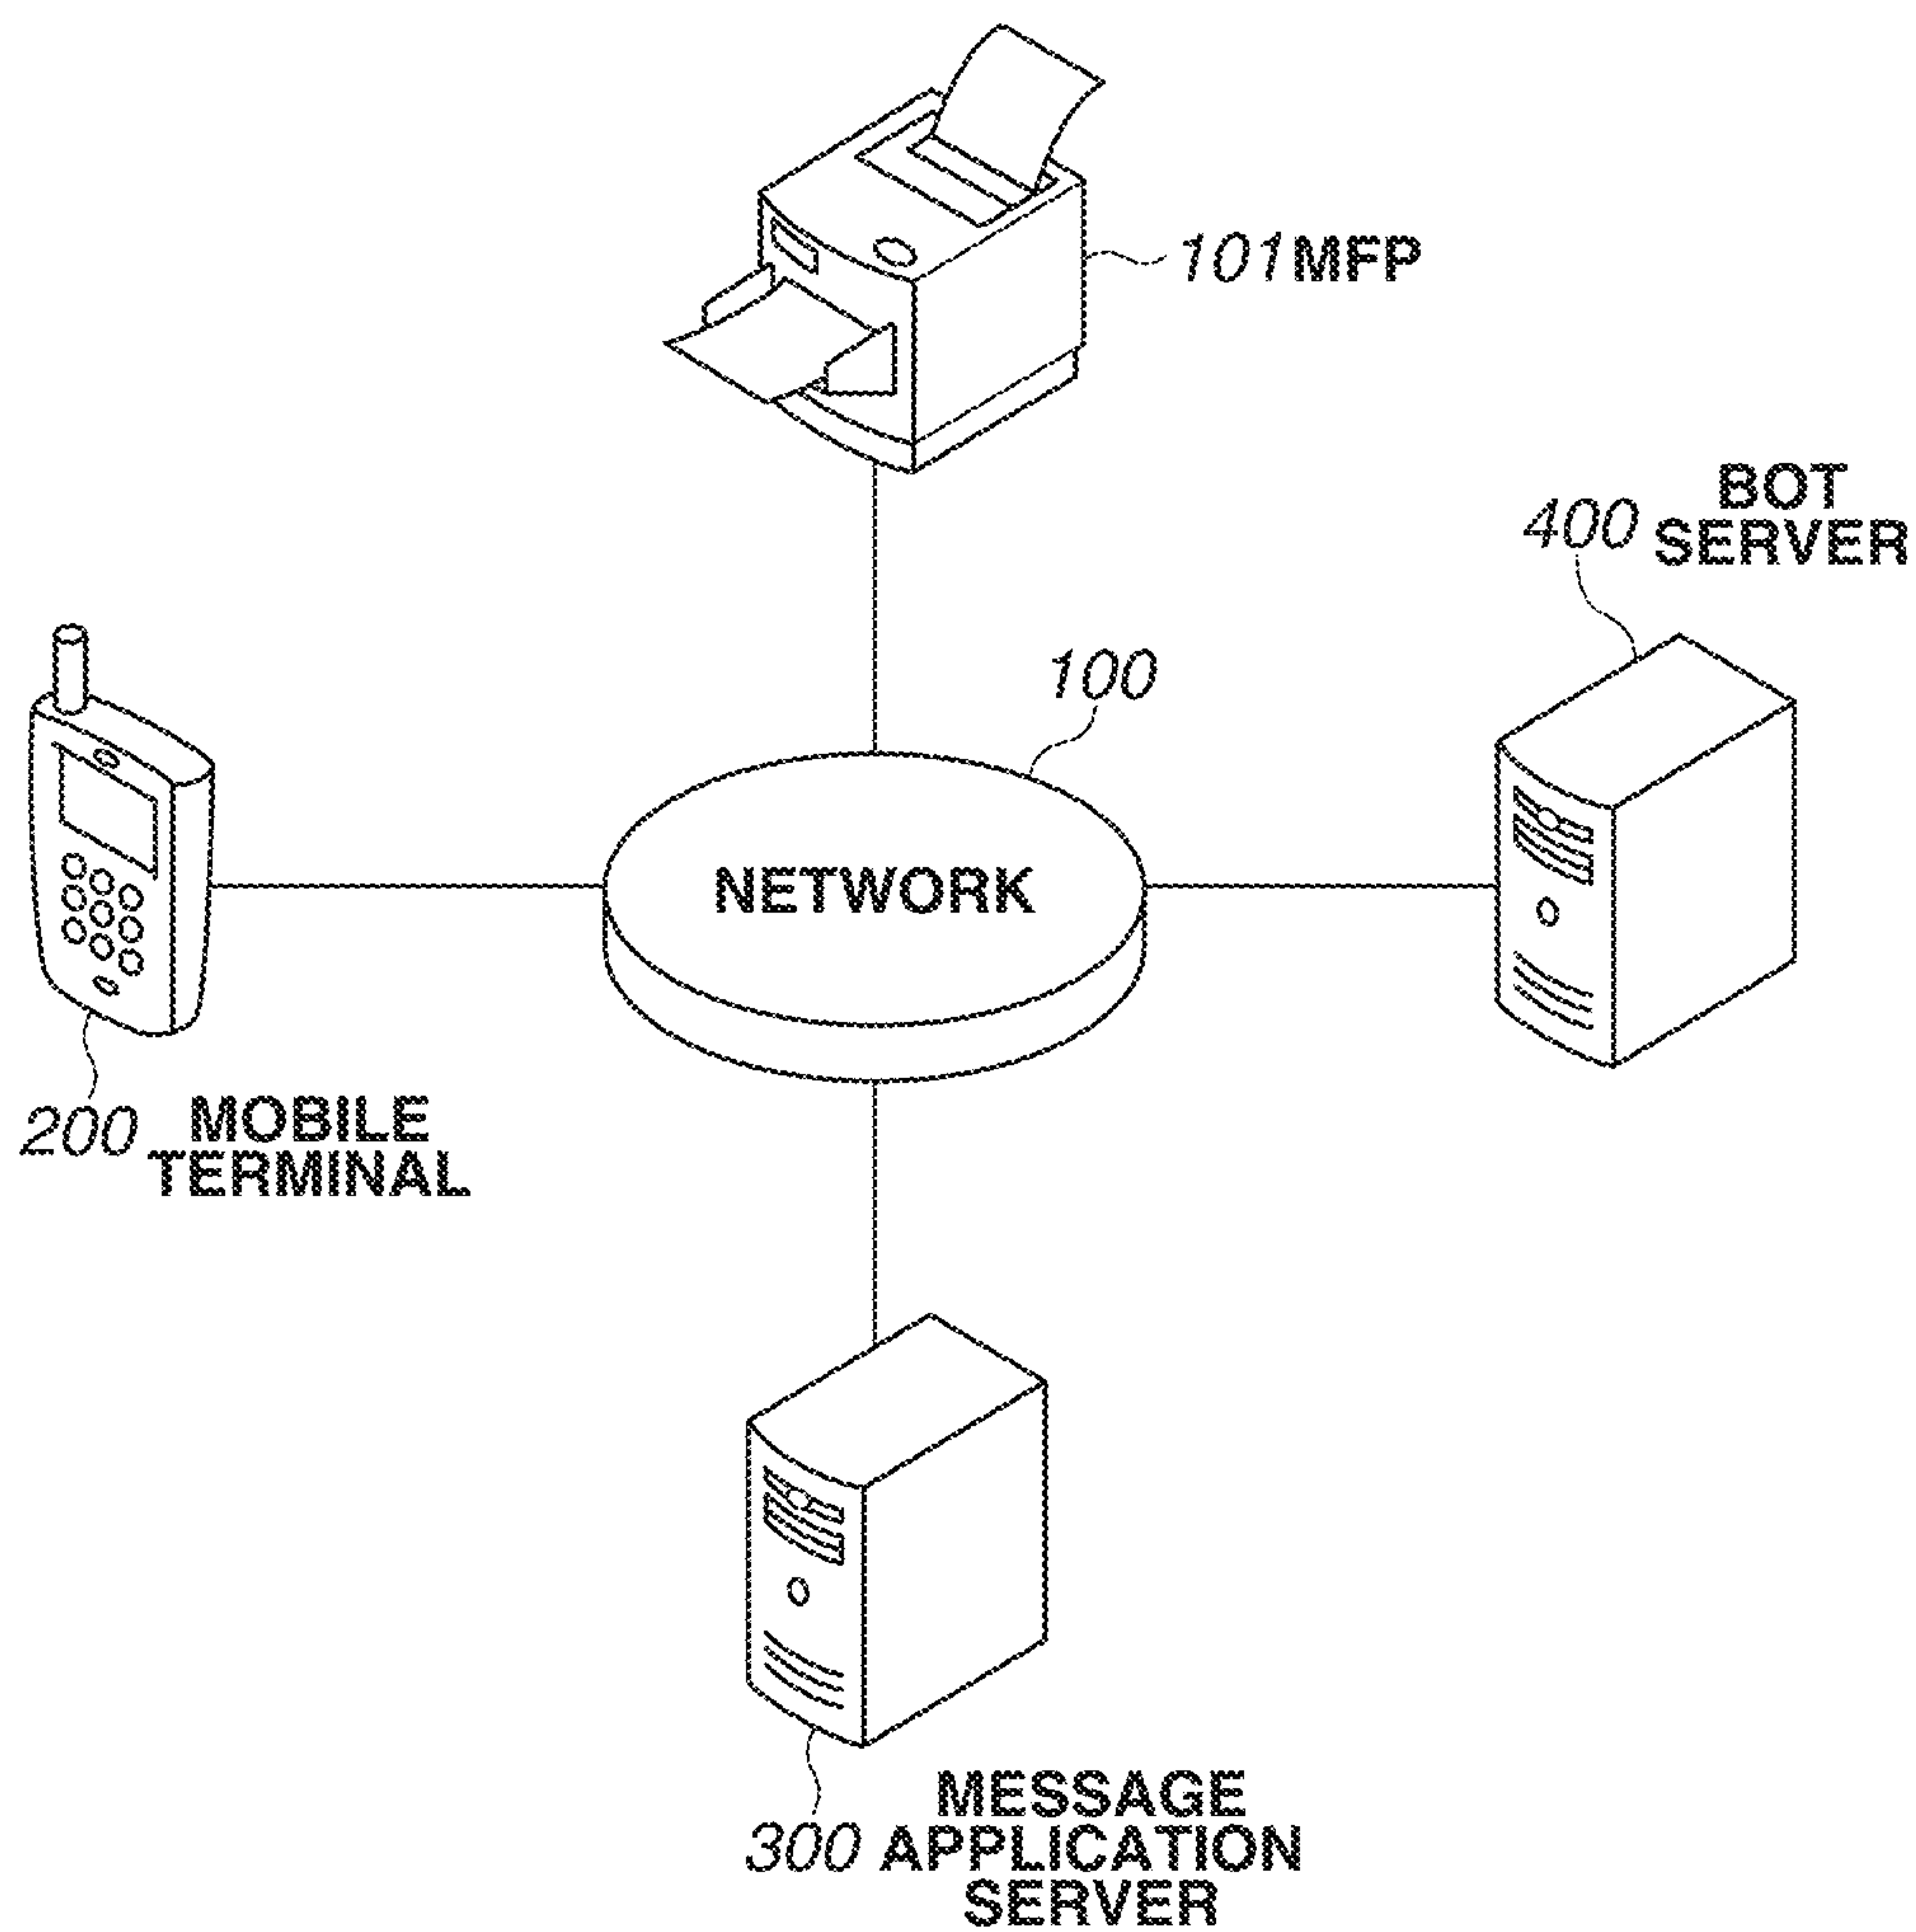 101 MFP
400 BOT
SERVER
100
NETWORK
200 MOBILE
TERMINAL
MESSAGE
300 APPLICATION
SERVER